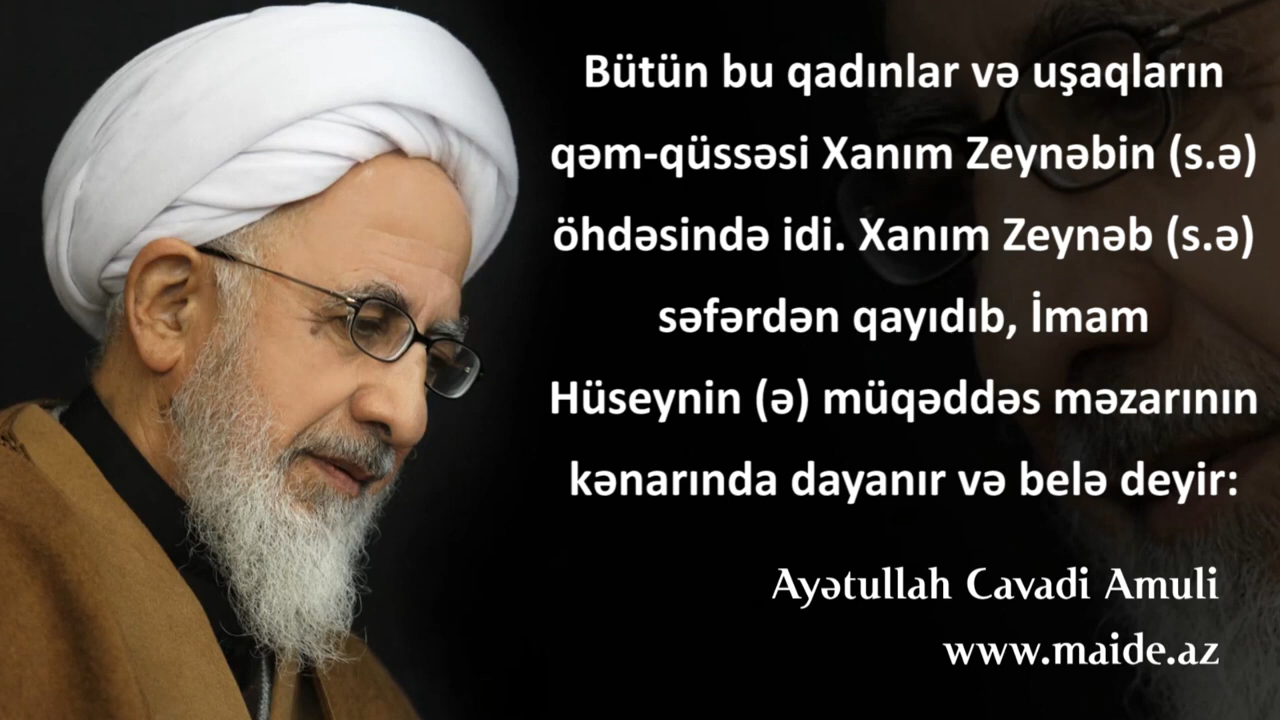 Bütün bu qadınlar və uşaqların
qəm-qüssəsi Xanım Zeynəbin (s.ə)
öhdəsində idi. Xanım Zeynəb (s.ə)
səfərdən qayıdıb, İmam
Hüseynin (ə) müqəddəs məzarının
kənarında dayanır və belə deyir:
Ayətullah Cavadi Amuli
www.maide.az